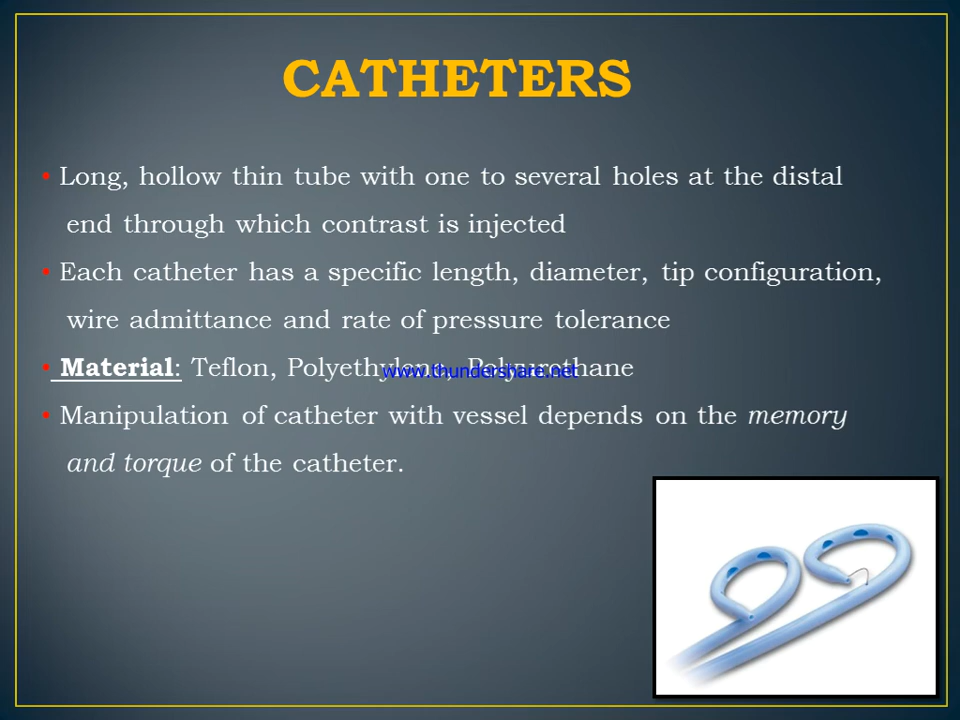 CATHETERS
• Long, hollow thin tube with one to several holes at the distal
end through which contrast is injected
• Each catheter has a specific length, diameter, tip configuration,
wire admittance and rate of pressure tolerance
• Material: Teflon, Polyethylene, Polyurethane
www.thundershare.net
• Manipulation of catheter with vessel depends on the memory
and torque of the catheter.